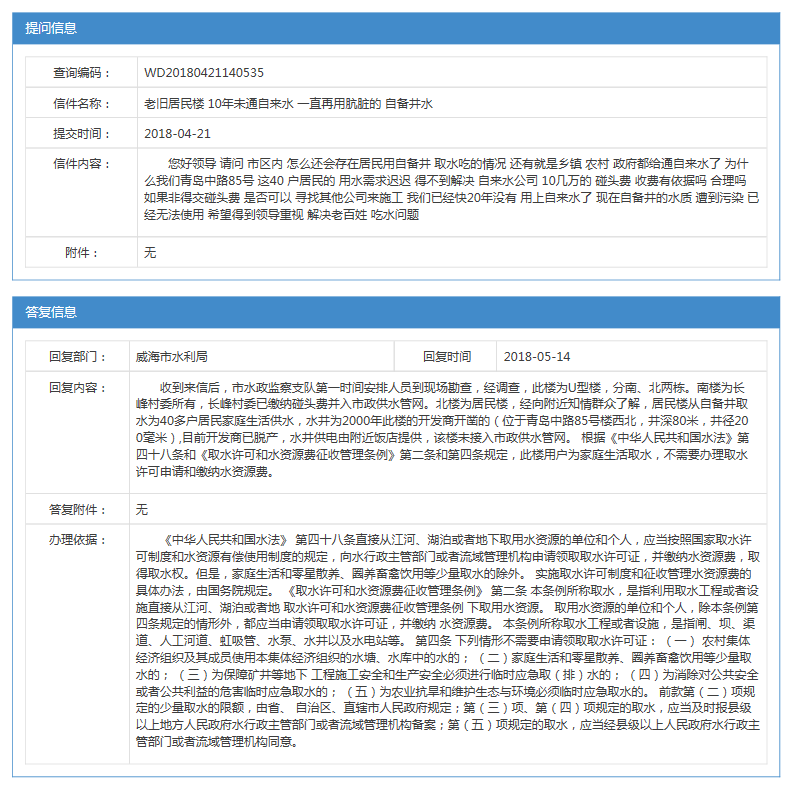 提问信息
查询编码： WD20180421140535
信件名称： 老旧居民楼 10年未通自来水 一直再用肮脏的 自备井水
提交时间： 2018-04-21
信件内容： 您好领导 请问 市区内 怎么还会存在居民用自备井 取水吃的情况 还有就是乡镇 农村 政府都给通自来水了 为什
么我们青岛中路85号 这40 户居民的 用水需求迟迟 得不到解决 自来水公司 10几万的 碰头费 收费有依据吗 合理吗
如果非得交碰头费 是否可以 寻找其他公司来施工 我们已经快20年没有 用上自来水了 现在自备井的水质 遭到污染 已
经无法使用 希望得到领导重视 解决老百姓 吃水问题
附件： 无
答复信息
回复部门： 威海市水利局 回复时间 2018-05-14
回复内容： 收到来信后，市水政监察支队第一时间安排人员到现场勘查，经调查，此楼为U型楼，分南、北两栋。南楼为长
峰村委所有，长峰村委已缴纳碰头费并入市政供水管网。北楼为居民楼，经向附近知情群众了解，居民楼从自备井取
水为40多户居民家庭生活供水，水井为2000年此楼的开发商开凿的（位于青岛中路85号楼西北，井深80米，井径20
0毫米）,目前开发商已脱产，水井供电由附近饭店提供，该楼未接入市政供水管网。 根据《中华人民共和国水法》第
四十八条和《取水许可和水资源费征收管理条例》第二条和第四条规定，此楼用户为家庭生活取水，不需要办理取水
许可申请和缴纳水资源费。
答复附件： 无
办理依据： 《中华人民共和国水法》 第四十八条直接从江河、湖泊或者地下取用水资源的单位和个人，应当按照国家取水许
可制度和水资源有偿使用制度的规定，向水行政主管部门或者流域管理机构申请领取取水许可证，并缴纳水资源费，取
得取水权。但是，家庭生活和零星散养、圈养畜禽饮用等少量取水的除外。 实施取水许可制度和征收管理水资源费的
具体办法，由国务院规定。 《取水许可和水资源费征收管理条例》 第二条 本条例所称取水，是指利用取水工程或者设
施直接从江河、湖泊或者地 取水许可和水资源费征收管理条例 下取用水资源。 取用水资源的单位和个人，除本条例第
四条规定的情形外，都应当申请领取取水许可证，并缴纳 水资源费。 本条例所称取水工程或者设施，是指闸、坝、渠
道、人工河道、虹吸管、水泵、水井以及水电站等。 第四条 下列情形不需要申请领取取水许可证： （一） 农村集体
经济组织及其成员使用本集体经济组织的水塘、水库中的水的； （二）家庭生活和零星散养、圈养畜禽饮用等少量取
水的； （三）为保障矿井等地下 工程施工安全和生产安全必须进行临时应急取（排）水的； （四）为消除对公共安全
或者公共利益的危害临时应急取水的； （五）为农业抗旱和维护生态与环境必须临时应急取水的。 前款第（二）项规
定的少量取水的限额，由省、 自治区、直辖市人民政府规定；第（三）项、第（四）项规定的取水，应当及时报县级
以上地方人民政府水行政主管部门或者流域管理机构备案；第（五）项规定的取水，应当经县级以上人民政府水行政主
管部门或者流域管理机构同意。